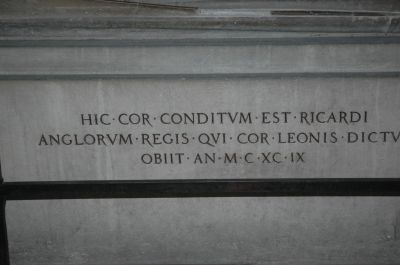 HIC·COR·CONDITVM·EST·RICARDI
ANGLORVM·REGIS·QVI·COR·LEONIS·DICTV
OBIIT·AN·M·C·XC·IX